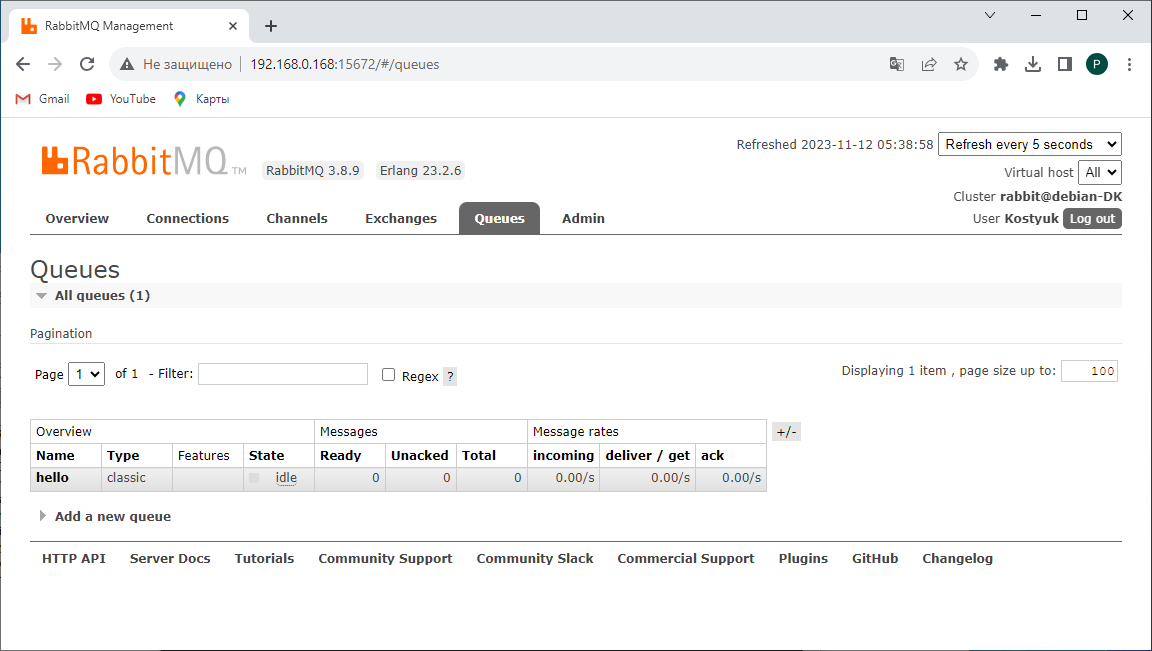 RabbitMQ Management
Не защищено 192.168.0.168:15672/#/queues
P
Gmail YouTube Карты
Refreshed 2023-11-12 05:38:58 Refresh every 5 seconds
RabbitMQ TM RabbitMQ 3.8.9 Erlang 23.2.6
Virtual host All
Cluster rabbit@debian-DK
User Kostyuk Log out
Overview Connections Channels Exchanges Queues Admin
Queues
All queues (1)
Pagination
Page 1 of 1 - Filter: Regex ? Displaying 1 item , page size up to: 100
Overview Messages Message rates +/-
Name Type Features State Ready Unacked Total incoming deliver / get ack
hello classic idle 0 0 0 0.00/s 0.00/s 0.00/s
Add a new queue
HTTP API Server Docs Tutorials Community Support Community Slack Commercial Support Plugins GitHub Changelog